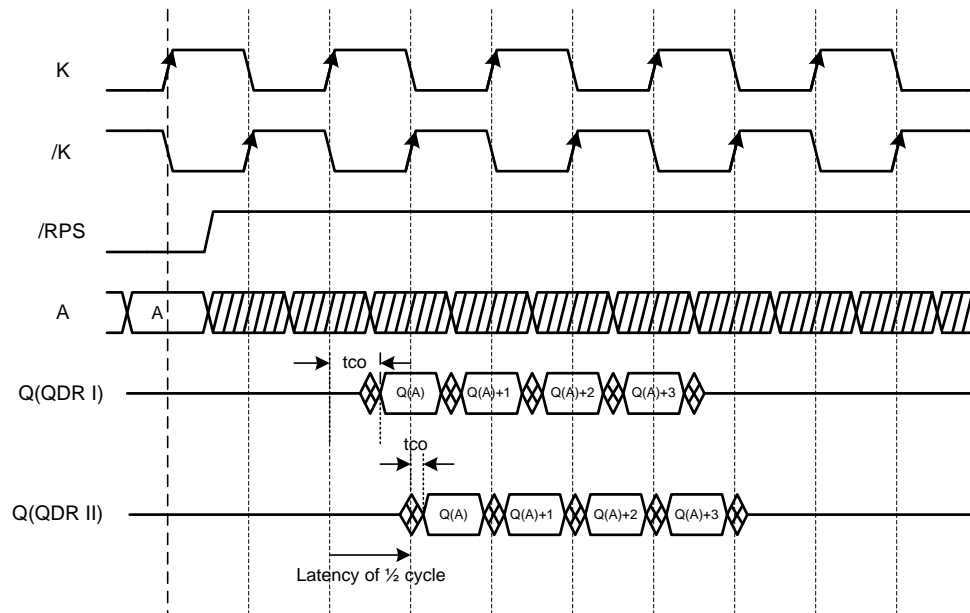 K
/K
/RPS
A
A
tco
Q(QDR I)
Q(A)
Q(A)+1
Q(A)+2
Q(A)+3
tco
Q(QDR II)
Q(A)
Q(A)+1
Q(A)+2
Q(A)+3
Latency of ½ cycle